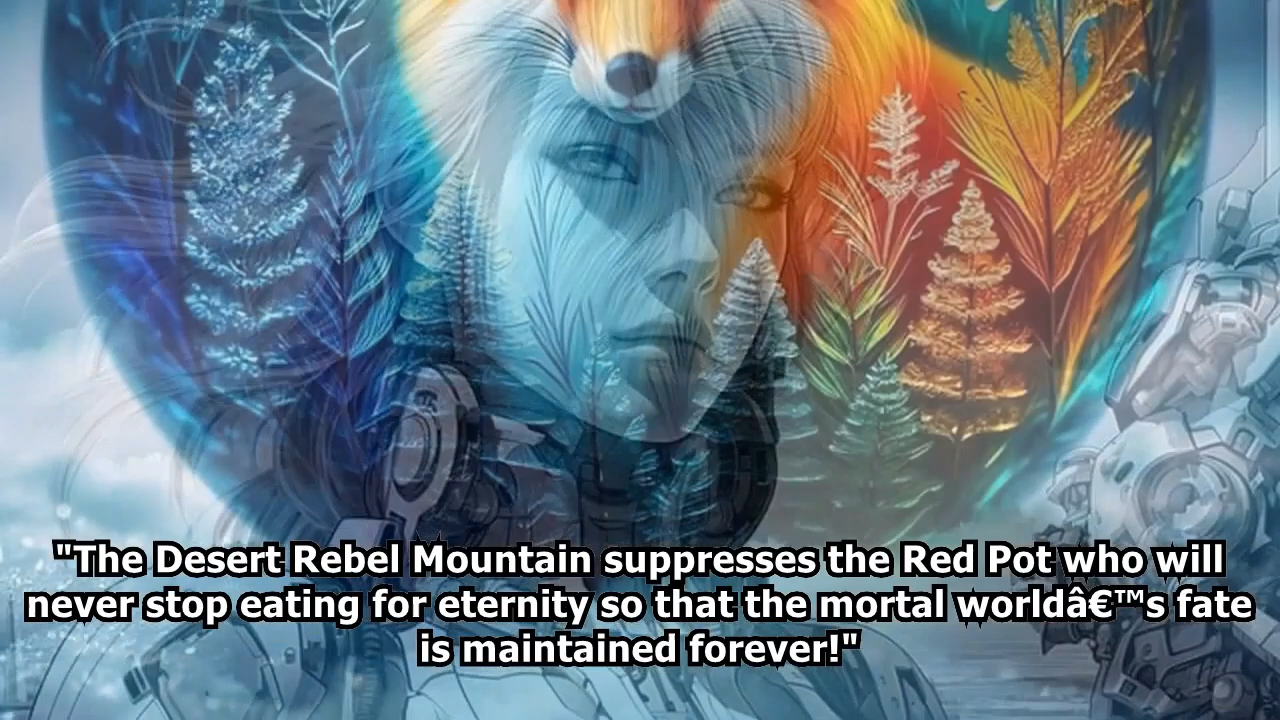 "The Desert Rebel Mountain suppresses the Red Pot who will
never stop eating for eternity so that the mortal worldâ€™s fate
is maintained forever!"